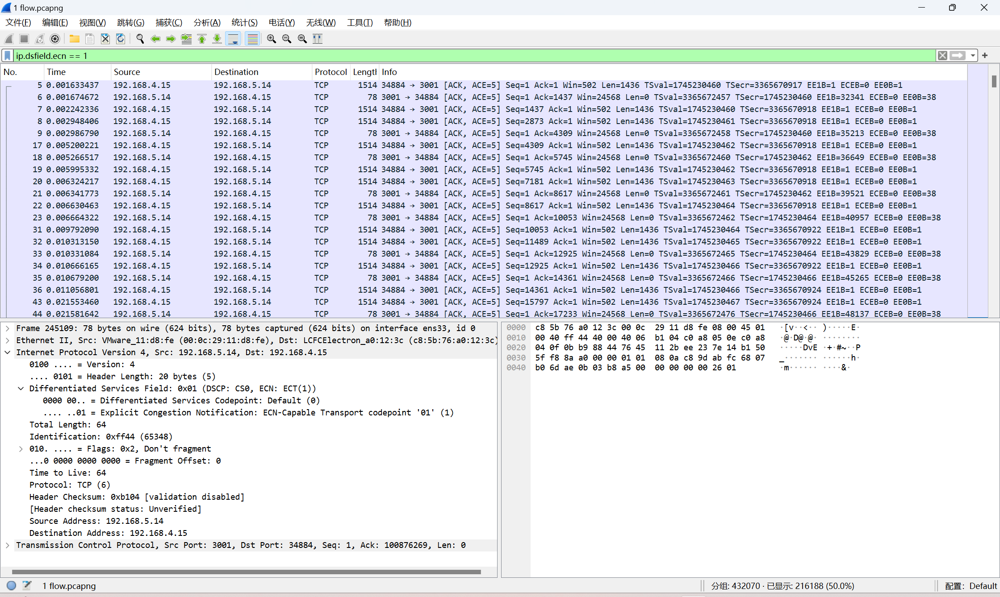 1 flow.pcapng
文件(F) 编辑(E) 视图(V) 跳转(G) 捕获(C) 分析(A) 统计(S) 电话(Y) 无线(W) 工具(T) 帮助(H)
ip.dsfield.ecn == 1
No. Time Source Destination Protocol Lengtl Info
5 0.001633437 192.168.4.15 192.168.5.14 TCP 1514 34884 → 3001 [ACK, ACE=5] Seq=1 Ack=1 Win=502 Len=1436 TSval=1745230460 TSecr=3365670917 EE1B=1 ECEB=0 EE0B=1
6 0.001674672 192.168.5.14 192.168.4.15 TCP 78 3001 → 34884 [ACK, ACE=5] Seq=1 Ack=1437 Win=24568 Len=0 TSval=3365672457 TSecr=1745230460 EE1B=32341 ECEB=0 EE0B=38
7 0.002242336 192.168.4.15 192.168.5.14 TCP 1514 34884 → 3001 [ACK, ACE=5] Seq=1437 Ack=1 Win=502 Len=1436 TSval=1745230460 TSecr=3365670918 EE1B=1 ECEB=0 EE0B=1
8 0.002948406 192.168.4.15 192.168.5.14 TCP 1514 34884 → 3001 [ACK, ACE=5] Seq=2873 Ack=1 Win=502 Len=1436 TSval=1745230461 TSecr=3365670918 EE1B=1 ECEB=0 EE0B=1
9 0.002986790 192.168.5.14 192.168.4.15 TCP 78 3001 → 34884 [ACK, ACE=5] Seq=1 Ack=4309 Win=24568 Len=0 TSval=3365672458 TSecr=1745230460 EE1B=35213 ECEB=0 EE0B=38
17 0.005200221 192.168.4.15 192.168.5.14 TCP 1514 34884 → 3001 [ACK, ACE=5] Seq=4309 Ack=1 Win=502 Len=1436 TSval=1745230462 TSecr=3365670918 EE1B=1 ECEB=0 EE0B=1
18 0.005266517 192.168.5.14 192.168.4.15 TCP 78 3001 → 34884 [ACK, ACE=5] Seq=1 Ack=5745 Win=24568 Len=0 TSval=3365672460 TSecr=1745230462 EE1B=36649 ECEB=0 EE0B=38
19 0.005995332 192.168.4.15 192.168.5.14 TCP 1514 34884 → 3001 [ACK, ACE=5] Seq=5745 Ack=1 Win=502 Len=1436 TSval=1745230462 TSecr=3365670918 EE1B=1 ECEB=0 EE0B=1
20 0.006324217 192.168.4.15 192.168.5.14 TCP 1514 34884 → 3001 [ACK, ACE=5] Seq=7181 Ack=1 Win=502 Len=1436 TSval=1745230463 TSecr=3365670918 EE1B=1 ECEB=0 EE0B=1
21 0.006341773 192.168.5.14 192.168.4.15 TCP 78 3001 → 34884 [ACK, ACE=5] Seq=1 Ack=8617 Win=24568 Len=0 TSval=3365672461 TSecr=1745230462 EE1B=39521 ECEB=0 EE0B=38
22 0.006630463 192.168.4.15 192.168.5.14 TCP 1514 34884 → 3001 [ACK, ACE=5] Seq=8617 Ack=1 Win=502 Len=1436 TSval=1745230464 TSecr=3365670918 EE1B=1 ECEB=0 EE0B=1
23 0.006664322 192.168.5.14 192.168.4.15 TCP 78 3001 → 34884 [ACK, ACE=5] Seq=1 Ack=10053 Win=24568 Len=0 TSval=3365672462 TSecr=1745230464 EE1B=40957 ECEB=0 EE0B=38
31 0.009792090 192.168.4.15 192.168.5.14 TCP 1514 34884 → 3001 [ACK, ACE=5] Seq=10053 Ack=1 Win=502 Len=1436 TSval=1745230464 TSecr=3365670922 EE1B=1 ECEB=0 EE0B=1
32 0.010313150 192.168.4.15 192.168.5.14 TCP 1514 34884 → 3001 [ACK, ACE=5] Seq=11489 Ack=1 Win=502 Len=1436 TSval=1745230465 TSecr=3365670922 EE1B=1 ECEB=0 EE0B=1
33 0.010331084 192.168.5.14 192.168.4.15 TCP 78 3001 → 34884 [ACK, ACE=5] Seq=1 Ack=12925 Win=24568 Len=0 TSval=3365672465 TSecr=1745230464 EE1B=43829 ECEB=0 EE0B=38
34 0.010666165 192.168.4.15 192.168.5.14 TCP 1514 34884 → 3001 [ACK, ACE=5] Seq=12925 Ack=1 Win=502 Len=1436 TSval=1745230466 TSecr=3365670922 EE1B=1 ECEB=0 EE0B=1
35 0.010679200 192.168.5.14 192.168.4.15 TCP 78 3001 → 34884 [ACK, ACE=5] Seq=1 Ack=14361 Win=24568 Len=0 TSval=3365672466 TSecr=1745230466 EE1B=45265 ECEB=0 EE0B=38
36 0.011056801 192.168.4.15 192.168.5.14 TCP 1514 34884 → 3001 [ACK, ACE=5] Seq=14361 Ack=1 Win=502 Len=1436 TSval=1745230466 TSecr=3365670924 EE1B=1 ECEB=0 EE0B=1
43 0.021553460 192.168.4.15 192.168.5.14 TCP 1514 34884 → 3001 [ACK, ACE=5] Seq=15797 Ack=1 Win=502 Len=1436 TSval=1745230467 TSecr=3365670924 EE1B=1 ECEB=0 EE0B=1
44 0.021581642 192.168.5.14 192.168.4.15 TCP 78 3001 → 34884 [ACK, ACE=5] Seq=1 Ack=17233 Win=24568 Len=0 TSval=3365672476 TSecr=1745230466 EE1B=48137 ECEB=0 EE0B=38
Frame 245109: 78 bytes on wire (624 bits), 78 bytes captured (624 bits) on interface ens33, id 0
Ethernet II, Src: VMware_11:d8:fe (00:0c:29:11:d8:fe), Dst: LCFCElectron_a0:12:3c (c8:5b:76:a0:12:3c)
Internet Protocol Version 4, Src: 192.168.5.14, Dst: 192.168.4.15
0100 .... = Version: 4
.... 0101 = Header Length: 20 bytes (5)
Differentiated Services Field: 0x01 (DSCP: CS0, ECN: ECT(1))
0000 00.. = Differentiated Services Codepoint: Default (0)
.... ..01 = Explicit Congestion Notification: ECN-Capable Transport codepoint '01' (1)
Total Length: 64
Identification: 0xff44 (65348)
010. .... = Flags: 0x2, Don't fragment
...0 0000 0000 0000 = Fragment Offset: 0
Time to Live: 64
Protocol: TCP (6)
Header Checksum: 0xb104 [validation disabled]
[Header checksum status: Unverified]
Source Address: 192.168.5.14
Destination Address: 192.168.4.15
Transmission Control Protocol, Src Port: 3001, Dst Port: 34884, Seq: 1, Ack: 100876269, Len: 0
0000 c8 5b 76 a0 12 3c 00 0c 29 11 d8 fe 08 00 45 01 ·[v··<·· )·····E·
0010 00 40 ff 44 40 00 40 06 b1 04 c0 a8 05 0e c0 a8 ·@·D@·@· ········
0020 04 0f 0b b9 88 44 76 45 11 2b ee 23 7e 14 b1 50 ·····DvE ·+·#~··P
0030 5f f8 8a a0 00 00 01 01 08 0a c8 9d ab fc 68 07 _······· ······h·
0040 b0 6d ae 0b 03 b8 a5 00 00 00 00 00 26 01 ·m······ ····&·
1 flow.pcapng 分组: 432070 · 已显示: 216188 (50.0%) 配置: Default